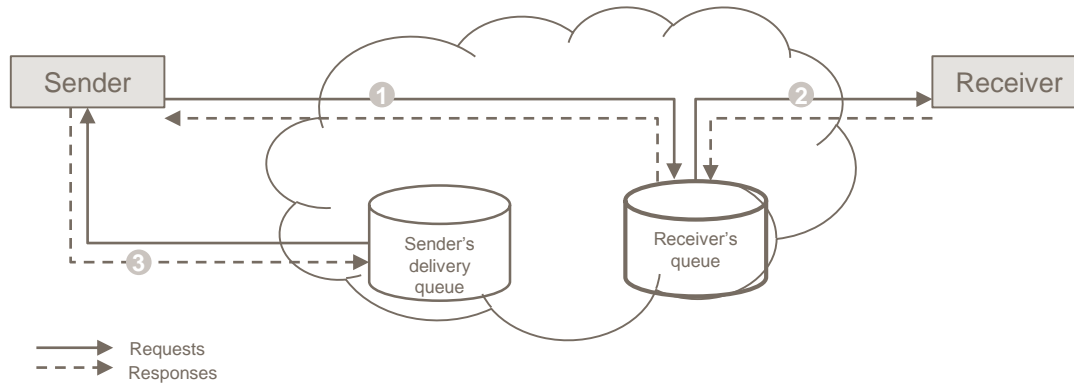 Sender
1
2
Receiver
Sender's
delivery
queue
Receiver's
queue
3
Requests
Responses